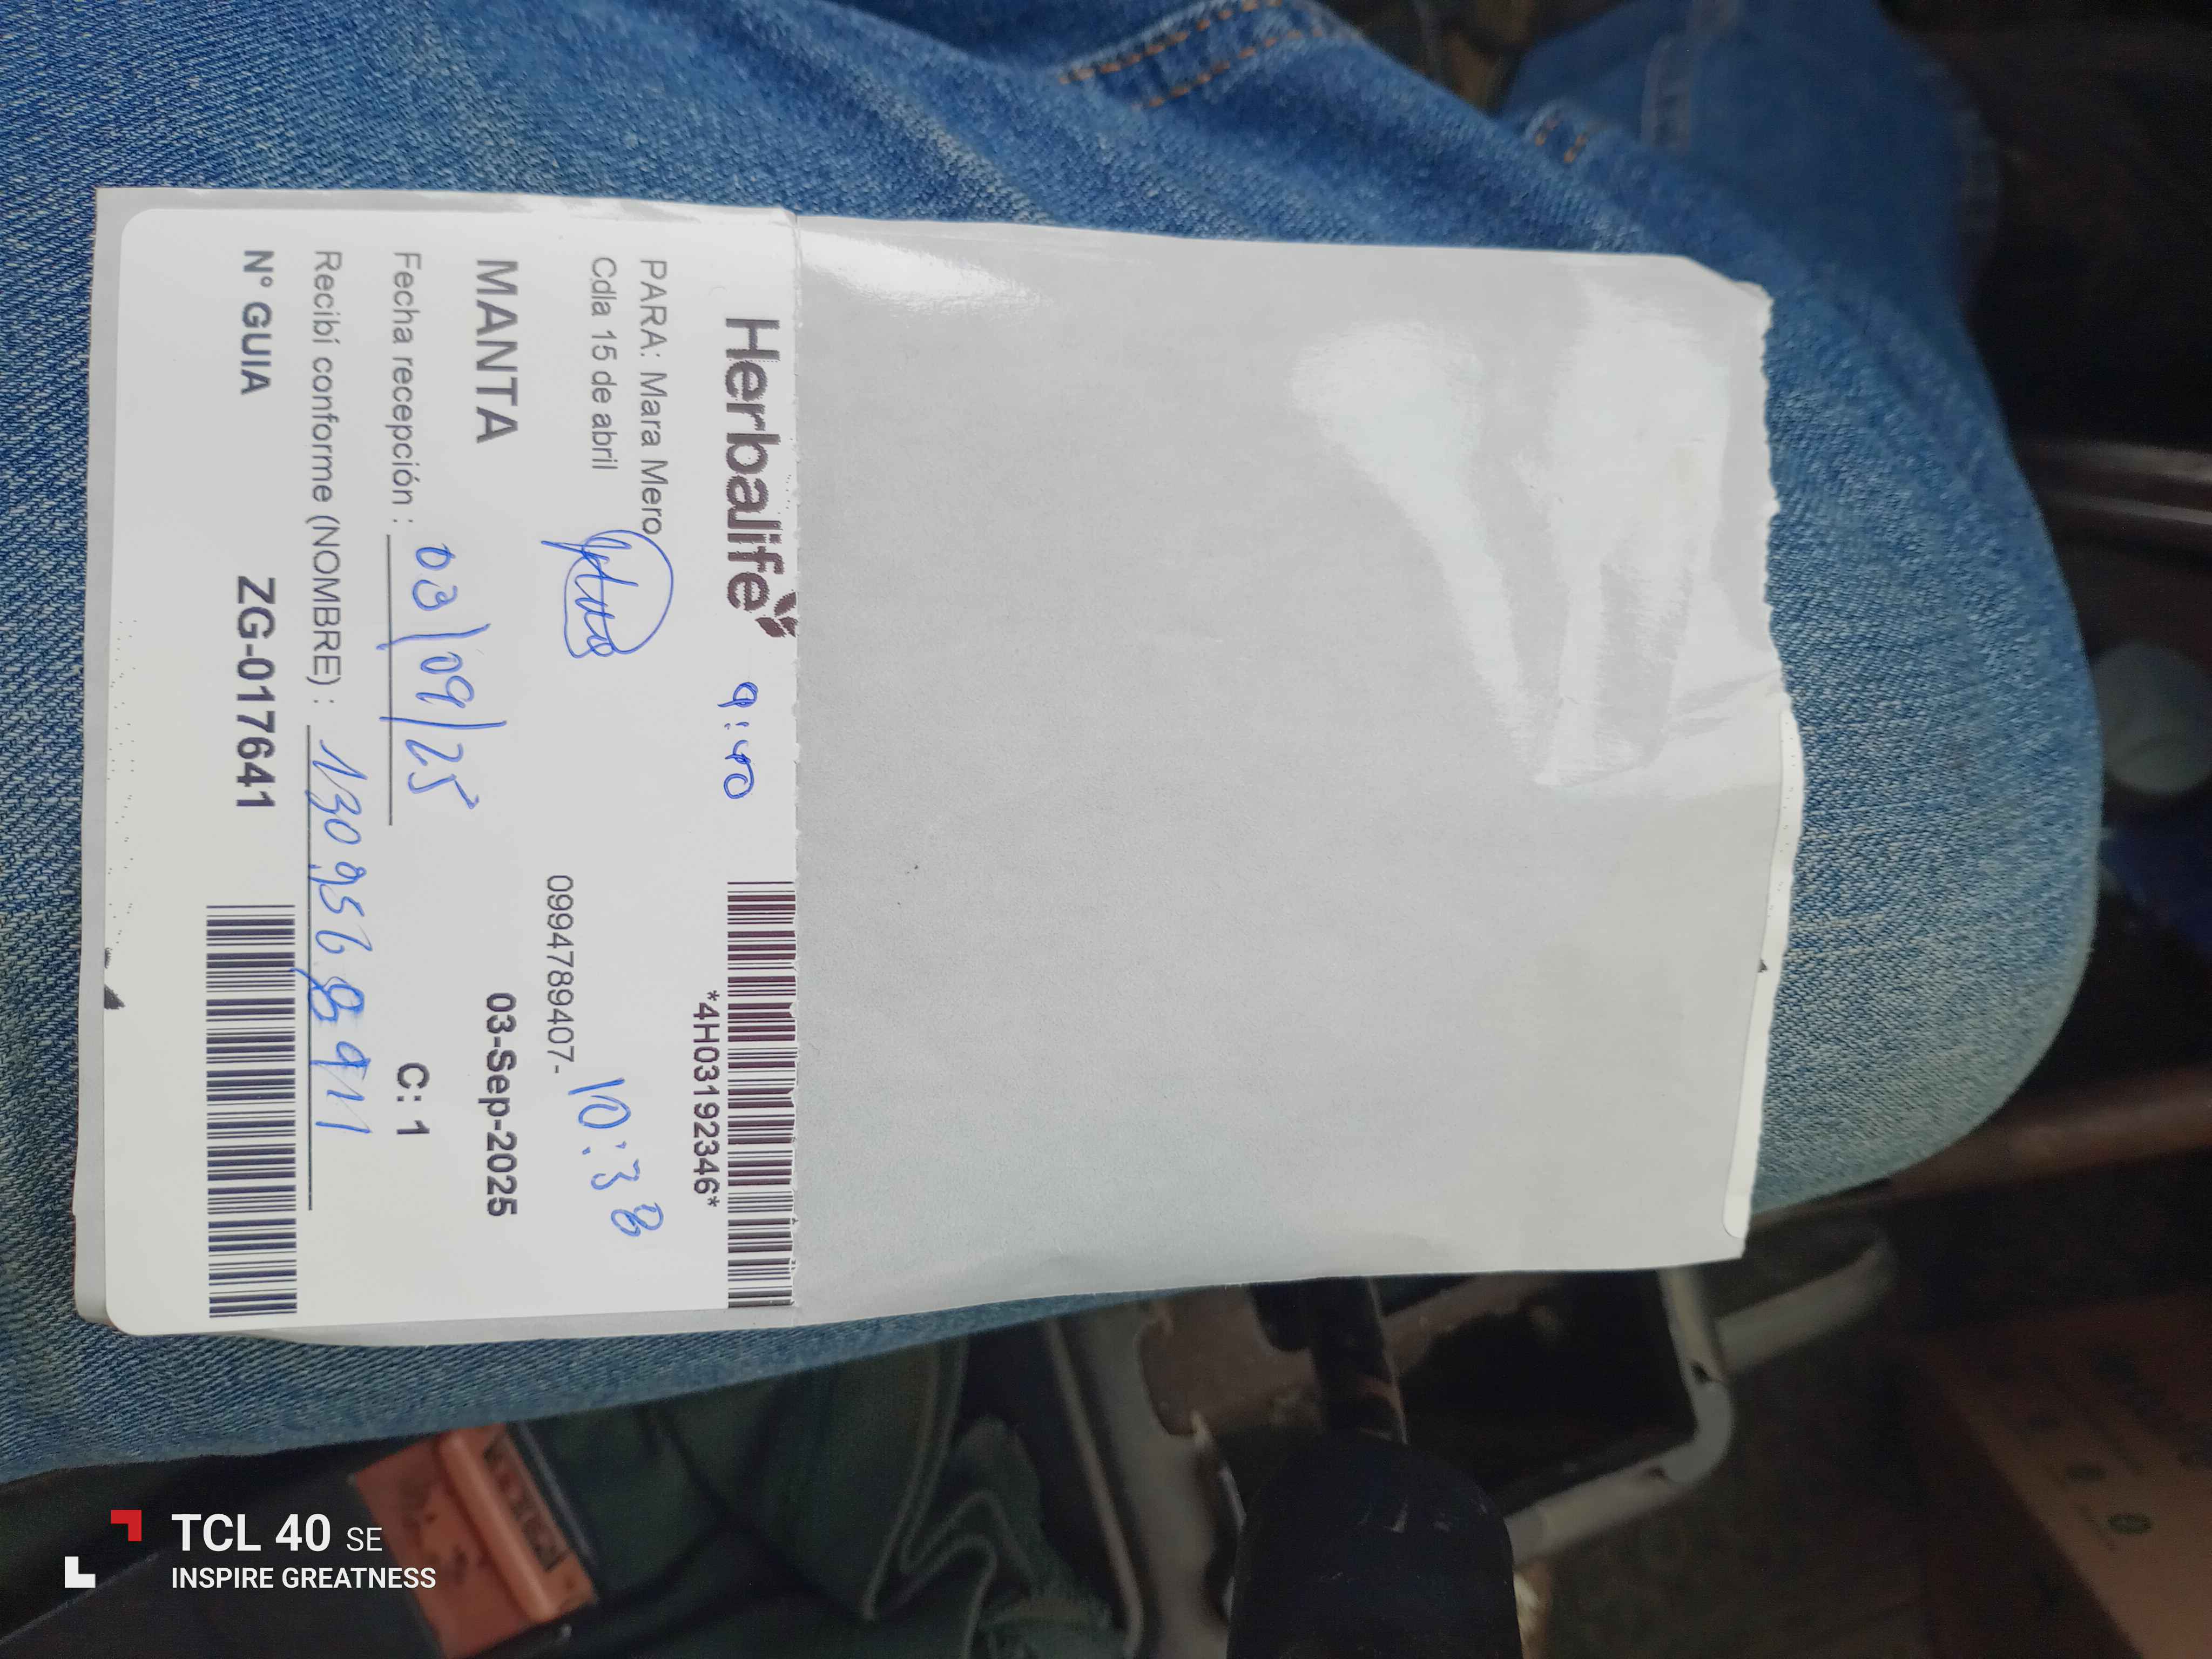 Herbalife 9:40
*4H03192346*
PARA: Mara Mero
Cdla 15 de abril 10:38
0994789407-
MANTA 03-Sep-2025
Fecha recepción : 03/09/25 C: 1
Recibí conforme (NOMBRE) : 1309568911
N° GUIA ZG-017641
TCL 40 SE
INSPIRE GREATNESS